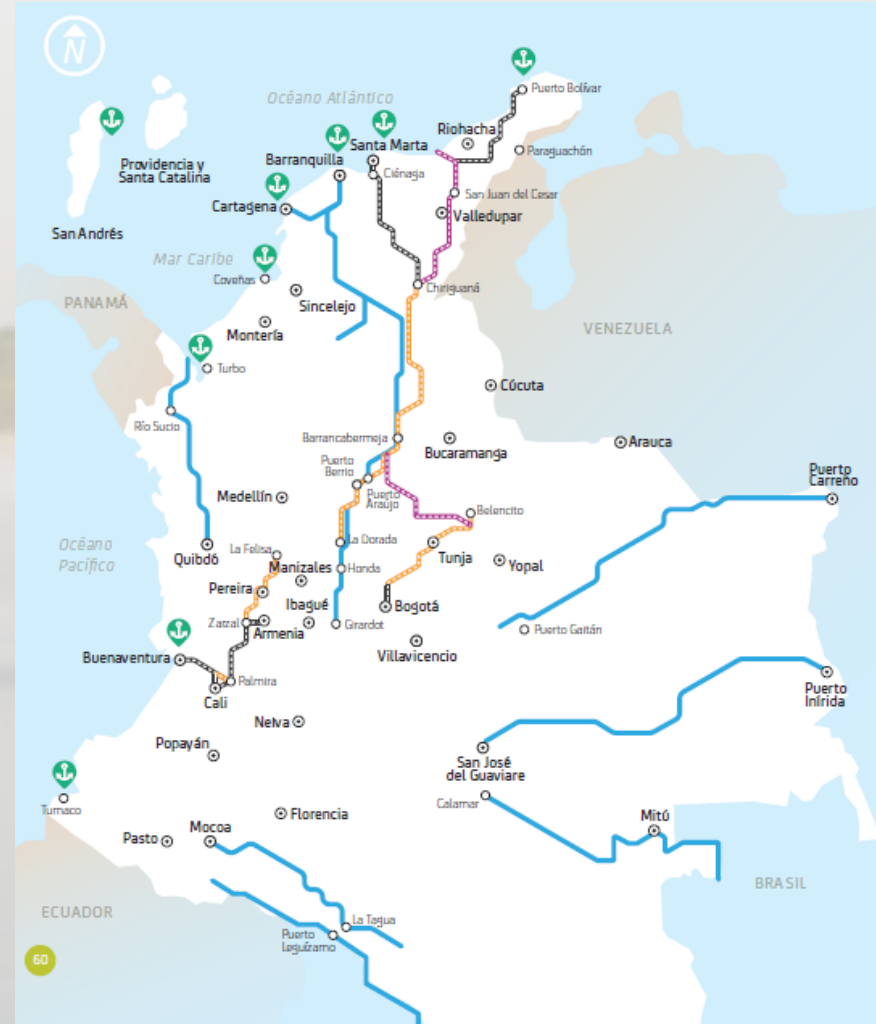 N
Océano Atlántico
Puerto Bolívar
Riohacha
Santa Marta
Paraguachón
Barranquilla
Ciénaga
Providencia y
Santa Catalina
San Juan del Cesar
Cartagena
Valledupar
San Andrés
Mar Caribe
Coveñas
Chiriguaná
PANAMÁ
Sincelejo
VENEZUELA
Montería
Turbo
Cúcuta
Río Sucio
Barrancabermeja
Arauca
Bucaramanga
Puerto
Berrio
Puerto
Carreño
Medellín
Puerto
Araujo
Belencito
Océano
Pacífico
La Dorada
Quibdó
La Felisa
Tunja
Manizales
Honda
Yopal
Pereira
Ibagué
Bogotá
Zarzal
Armenia
Girardot
Puerto Gaitán
Buenaventura
Villavicencio
Palmira
Cali
Puerto
Inírida
Neiva
Popayán
San José
del Guaviare
Calamar
Tumaco
Mitú
Florencia
Mocoa
Pasto
BRASIL
ECUADOR
La Tagua
Puerto
Leguízamo
60